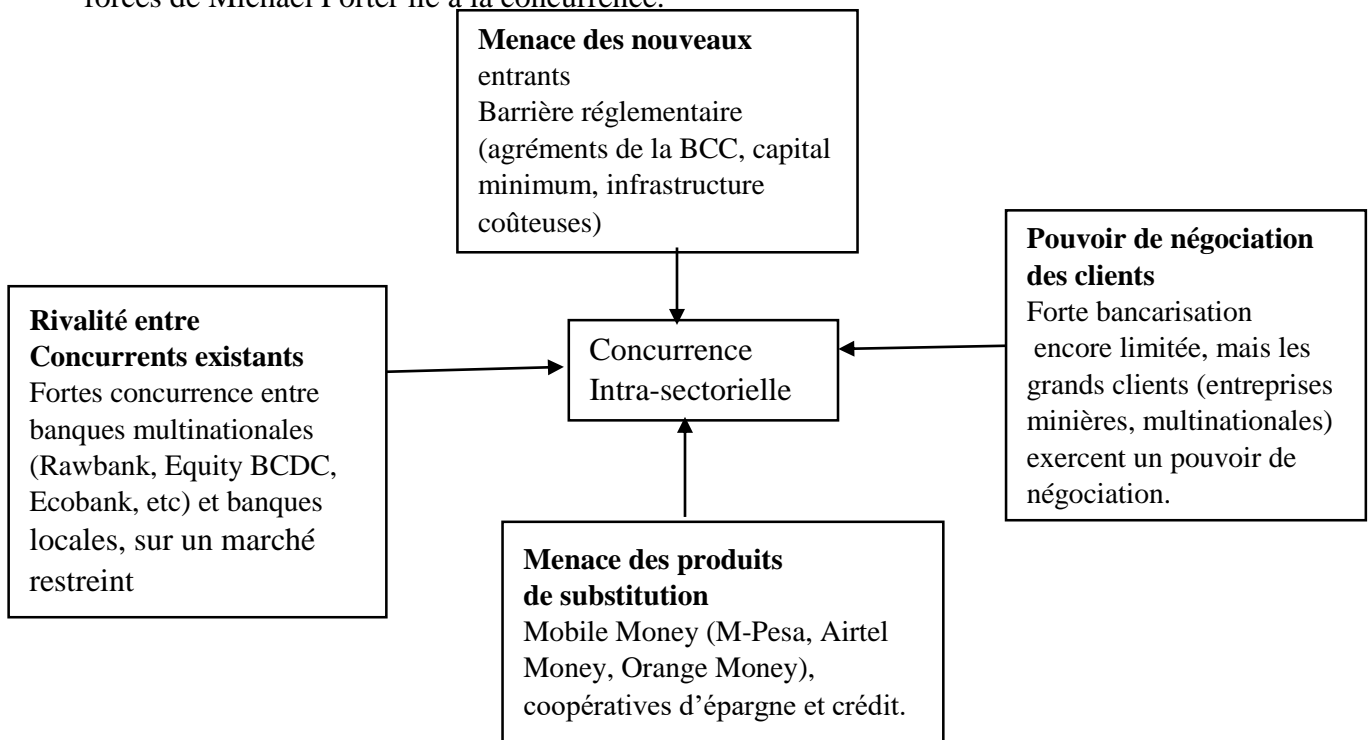 forces de Michael Porter lié à la concurrence.
Menace des nouveaux
entrants
Barrière réglementaire
(agréments de la BCC, capital
minimum, infrastructure
coûteuses)
Pouvoir de négociation
des clients
Forte bancarisation
encore limitée, mais les
grands clients (entreprises
minières, multinationales)
exercent un pouvoir de
négociation.
Rivalité entre
Concurrents existants
Fortes concurrence entre
banques multinationales
(Rawbank, Equity BCDC,
Ecobank, etc) et banques
locales, sur un marché
restreint
Concurrence
Intra-sectorielle
Menace des produits
de substitution
Mobile Money (M-Pesa, Airtel
Money, Orange Money),
coopératives d'épargne et crédit.